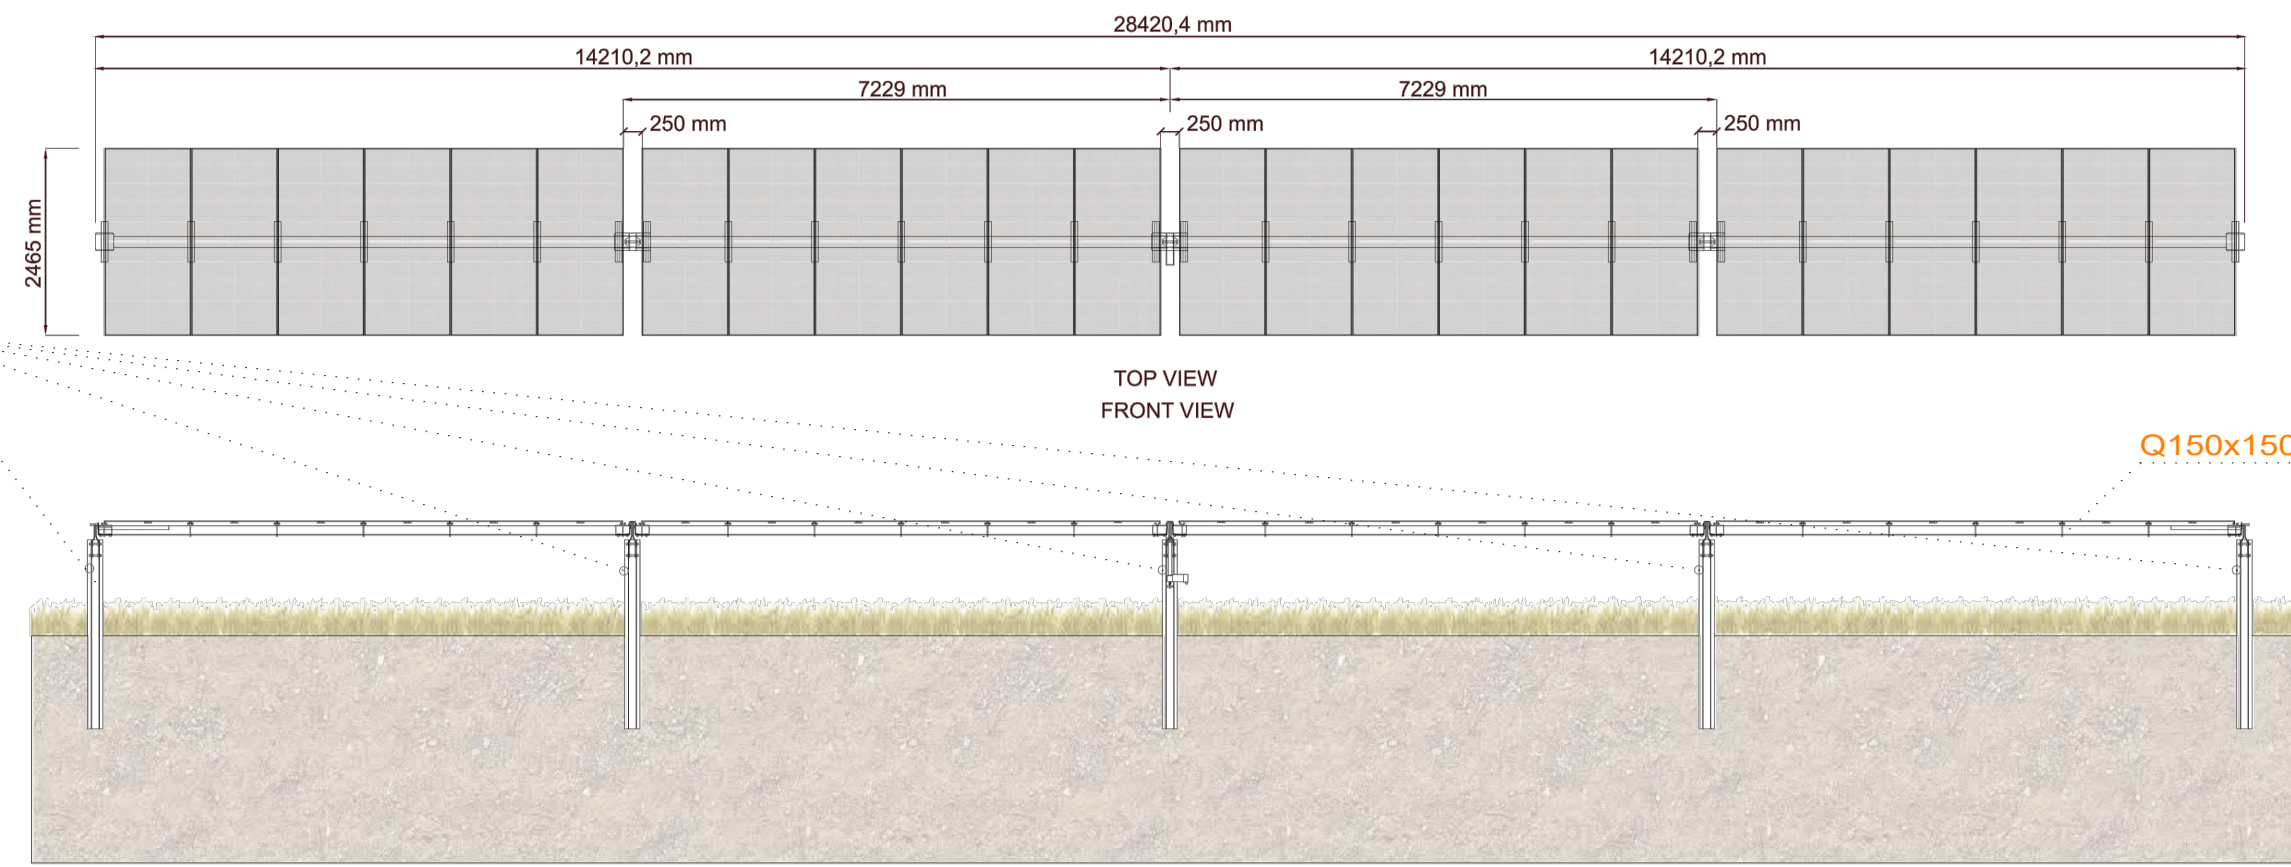 28420,4 mm
14210,2 mm 14210,2 mm
7229 mm 7229 mm
250 mm 250 mm 250 mm
2465 mm
TOP VIEW
FRONT VIEW
Q150x150